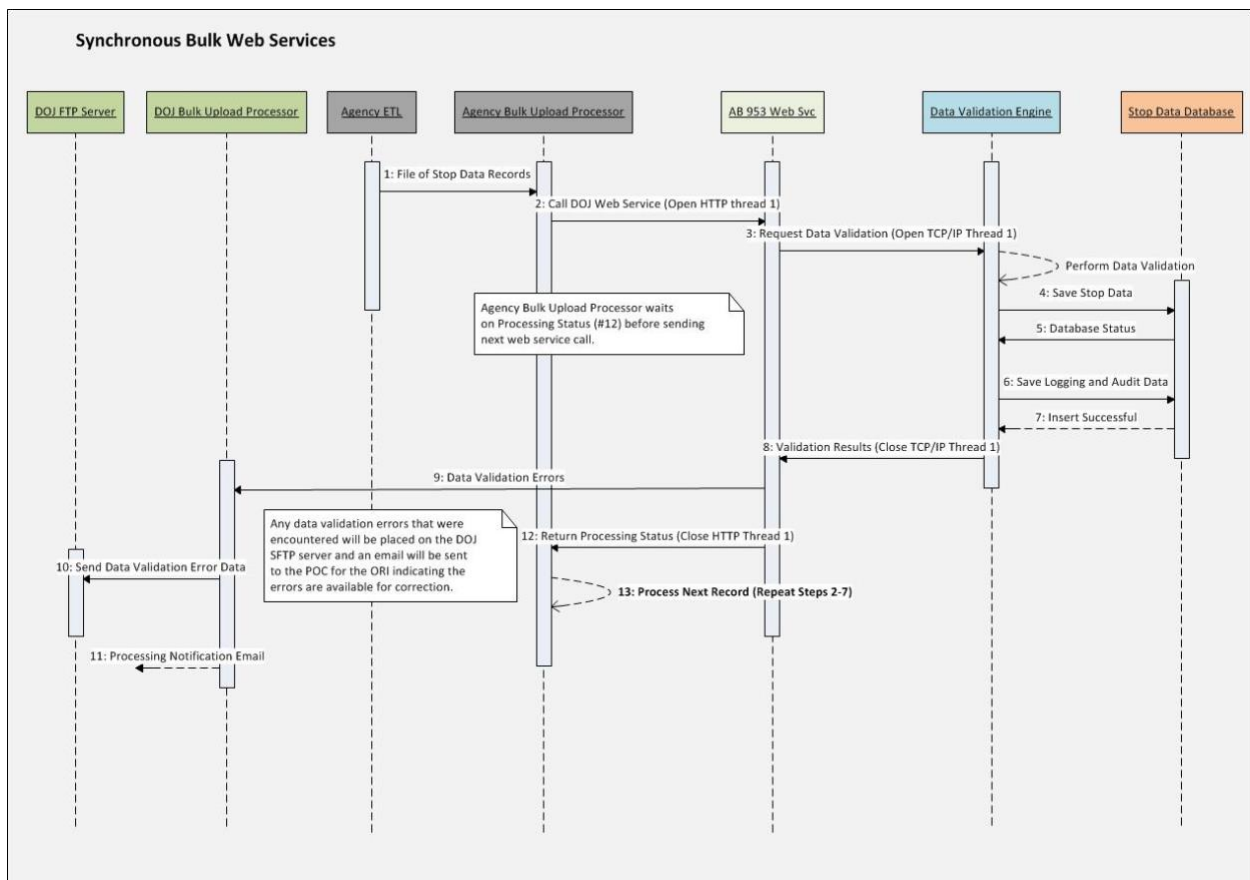 Synchronous Bulk Web Services
DOJ FTP Server
DOJ Bulk Upload Processor
Agency ETL
Agency Bulk Upload Processor
AB 953 Web Svc
Data Validation Engine
Stop Data Database
1: File of Stop Data Records
2: Call DOJ Web Service (Open HTTP thread 1)
3: Request Data Validation (Open TCP/IP Thread 1)
Perform Data Validation
4: Save Stop Data
Agency Bulk Upload Processor waits
on Processing Status (#12) before sending
next web service call.
5: Database Status
6: Save Logging and Audit Data
7: Insert Successful
8: Validation Results (Close TCP/IP Thread 1)
9: Data Validation Errors
Any data validation errors that were
encountered will be placed on the DOJ
SFTP server and an email will be sent
to the POC for the ORI indicating the
errors are available for correction.
12: Return Processing Status (Close HTTP Thread 1)
10: Send Data Validation Error Data
13: Process Next Record (Repeat Steps 2-7)
11: Processing Notification Email